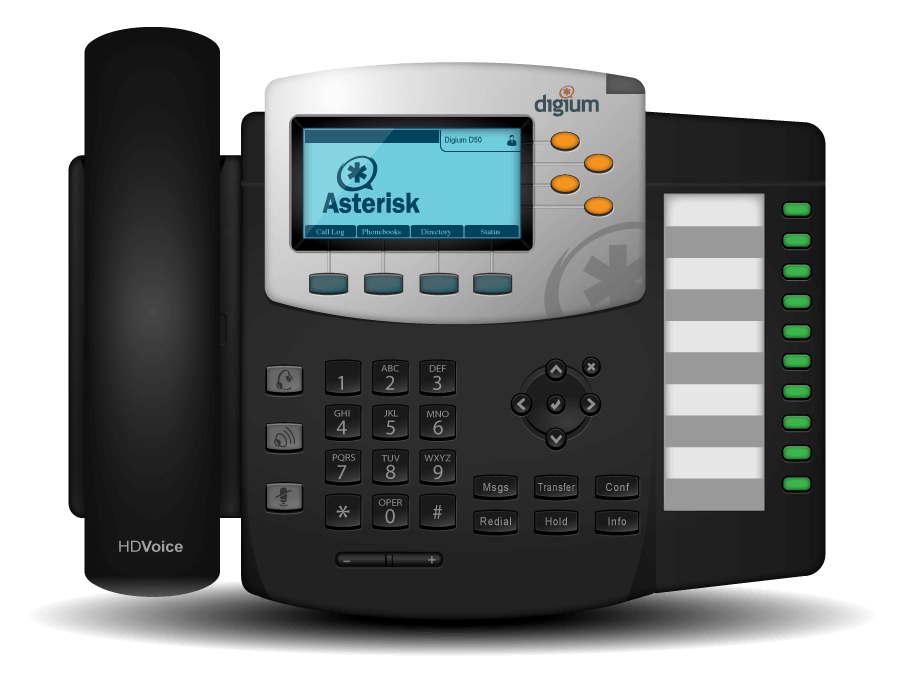 digium
Digium D50
Asterisk
Call Log Phonebooks Directory Status
1 ABC 2 DEF 3
GHI 4 JKL 5 MNO 6
PQRS 7 TUV 8 WXYZ 9
* OPER 0 #
Msgs Transfer Conf
Redial Hold Info
HDVoice
− +